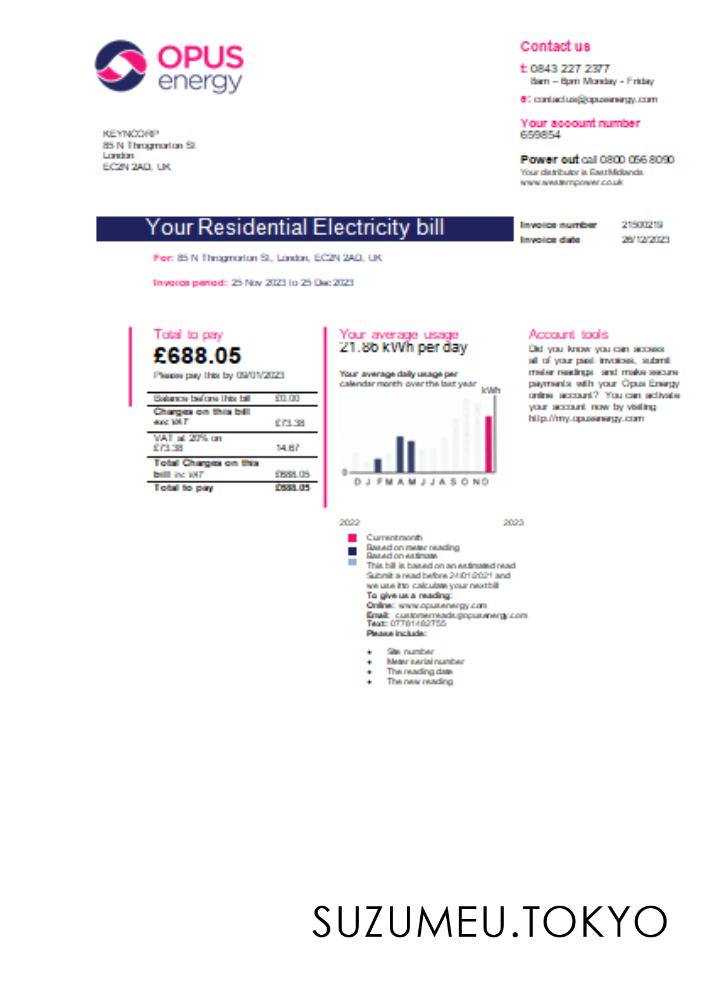 OPUS
energy
Contact us
t: 0843 227 2377
8am – 6pm Monday - Friday
e: contactus@opusenergy.com
Your account number
659854
KEYNCORP
85 N Throgmorton St.
London
EC2N 2AD, UK
Power out call 0800 056 8090
Your distributor is East Midlands
www.westernpower.co.uk
Your Residential Electricity bill
Invoice number 21500219
Invoice date 26/12/2023
For: 85 N Throgmorton St., London, EC2N 2AD, UK
Invoice period: 25 Nov 2023 to 25 Dec 2023
Total to pay
£688.05
Please pay this by 09/01/2023
Balance before this bill £0.00
Charges on this bill
exc VAT £73.38
VAT at 20% on
£73.38 14.67
Total Charges on this
bill inc VAT £688.05
Total to pay £688.05
Your average usage
21.86 kWh per day
Your average daily usage per
calendar month over the last year
kWh
0
D J F M A M J J A S O N D
2022 2023
Current month
Based on meter reading
Based on estimate
This bill is based on an estimated read
Submit a read before 24/01/2021 and
we use it to calculate your next bill
To give us a reading:
Online: www.opusenergy.com
Email: customerreads@opusenergy.com
Text: 07781482755
Please include:
• Site number
• Meter serial number
• The reading date
• The new reading
Account tools
Did you know you can access
all of your past invoices, submit
meter readings and make secure
payments with your Opus Energy
online account? You can activate
your account now by visiting
http://my.opusenergy.com
SUZUMEU.TOKYO